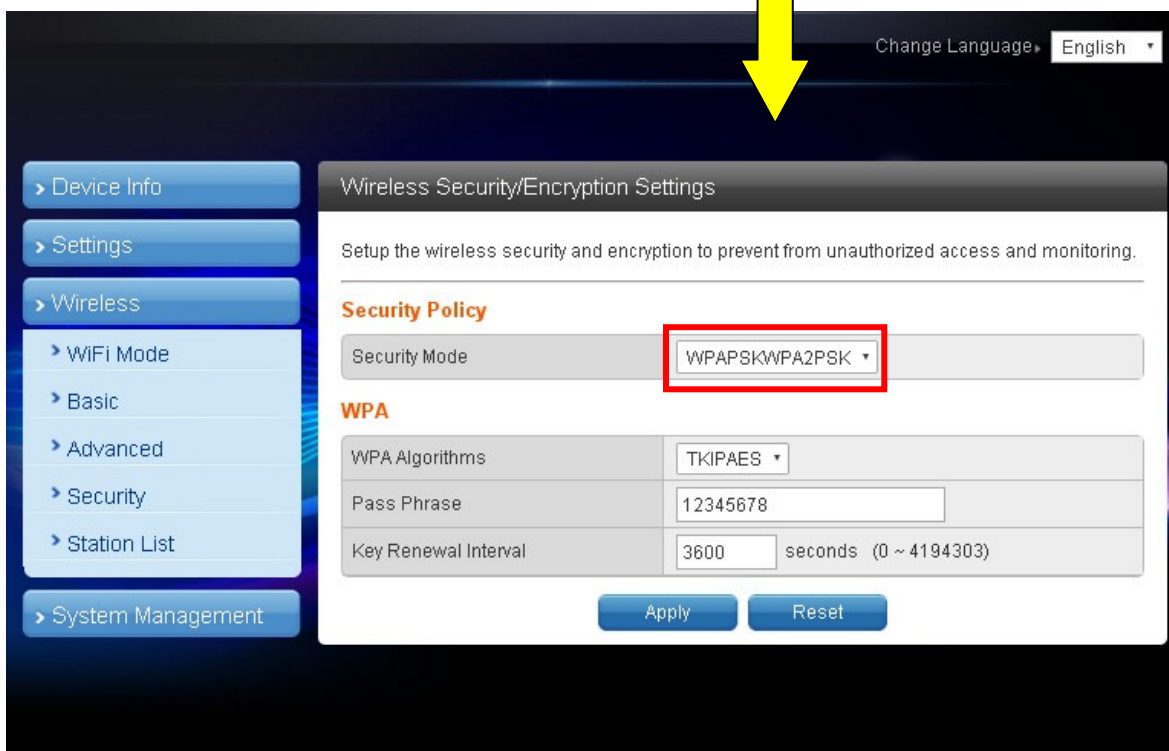 Change Language
English
Device Info
Settings
Wireless
WiFi Mode
Basic
Advanced
Security
Station List
System Management
Wireless Security/Encryption Settings
Setup the wireless security and encryption to prevent from unauthorized access and monitoring.
Security Policy
Security Mode WPAPSKWPA2PSK
WPA
WPA Algorithms TKIPAES
Pass Phrase 12345678
Key Renewal Interval 3600 seconds (0 ~ 4194303)
Apply Reset